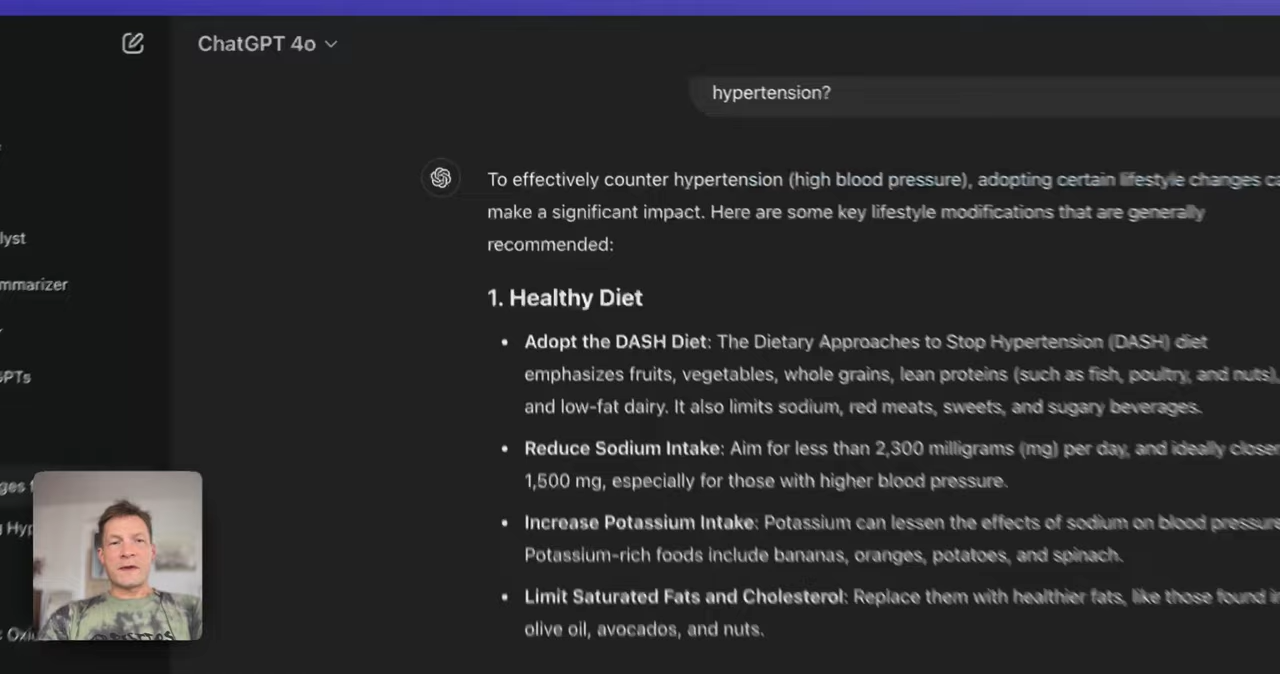 ChatGPT 4o
hypertension?
To effectively counter hypertension (high blood pressure), adopting certain lifestyle changes
make a significant impact. Here are some key lifestyle modifications that are generally
recommended:
1. Healthy Diet
• Adopt the DASH Diet: The Dietary Approaches to Stop Hypertension (DASH) diet
emphasizes fruits, vegetables, whole grains, lean proteins (such as fish, poultry, and nuts),
and low-fat dairy. It also limits sodium, red meats, sweets, and sugary beverages.
• Reduce Sodium Intake: Aim for less than 2,300 milligrams (mg) per day, and ideally closer
1,500 mg, especially for those with higher blood pressure.
• Increase Potassium Intake: Potassium can lessen the effects of sodium on blood pressure
Potassium-rich foods include bananas, oranges, potatoes, and spinach.
• Limit Saturated Fats and Cholesterol: Replace them with healthier fats, like those found
olive oil, avocados, and nuts.
lyst
mmarizer
GPTs
ges
Hyp
Oxi